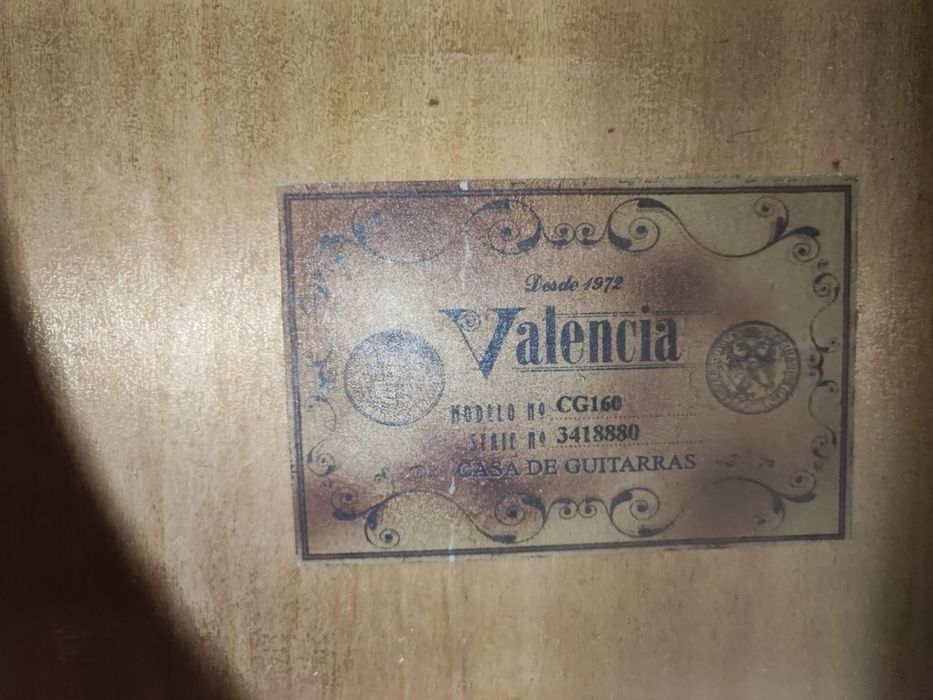 Desde 1972
Valencia
MODELO NO CG160
SERIE NO 3418880
CASA DE GUITARRAS